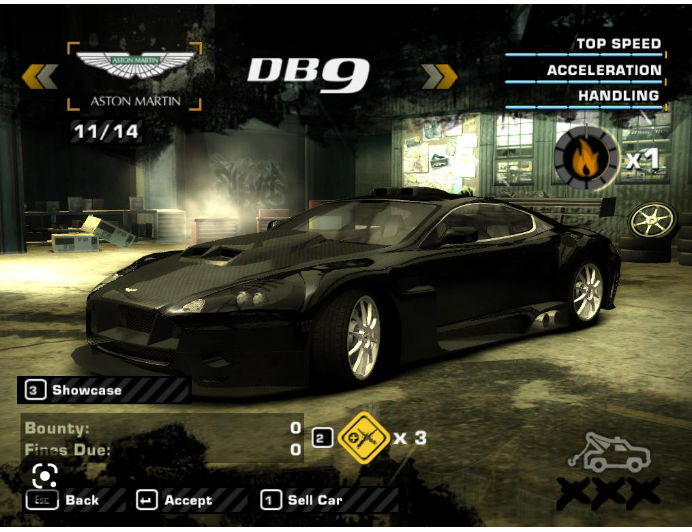 ASTON MARTIN
ASTON MARTIN
DB9
11/14
TOP SPEED
ACCELERATION
HANDLING
x1
3 Showcase
Bounty: 0
Fines Due: 0
2 x 3
Esc Back
↵ Accept
1 Sell Car
XXX